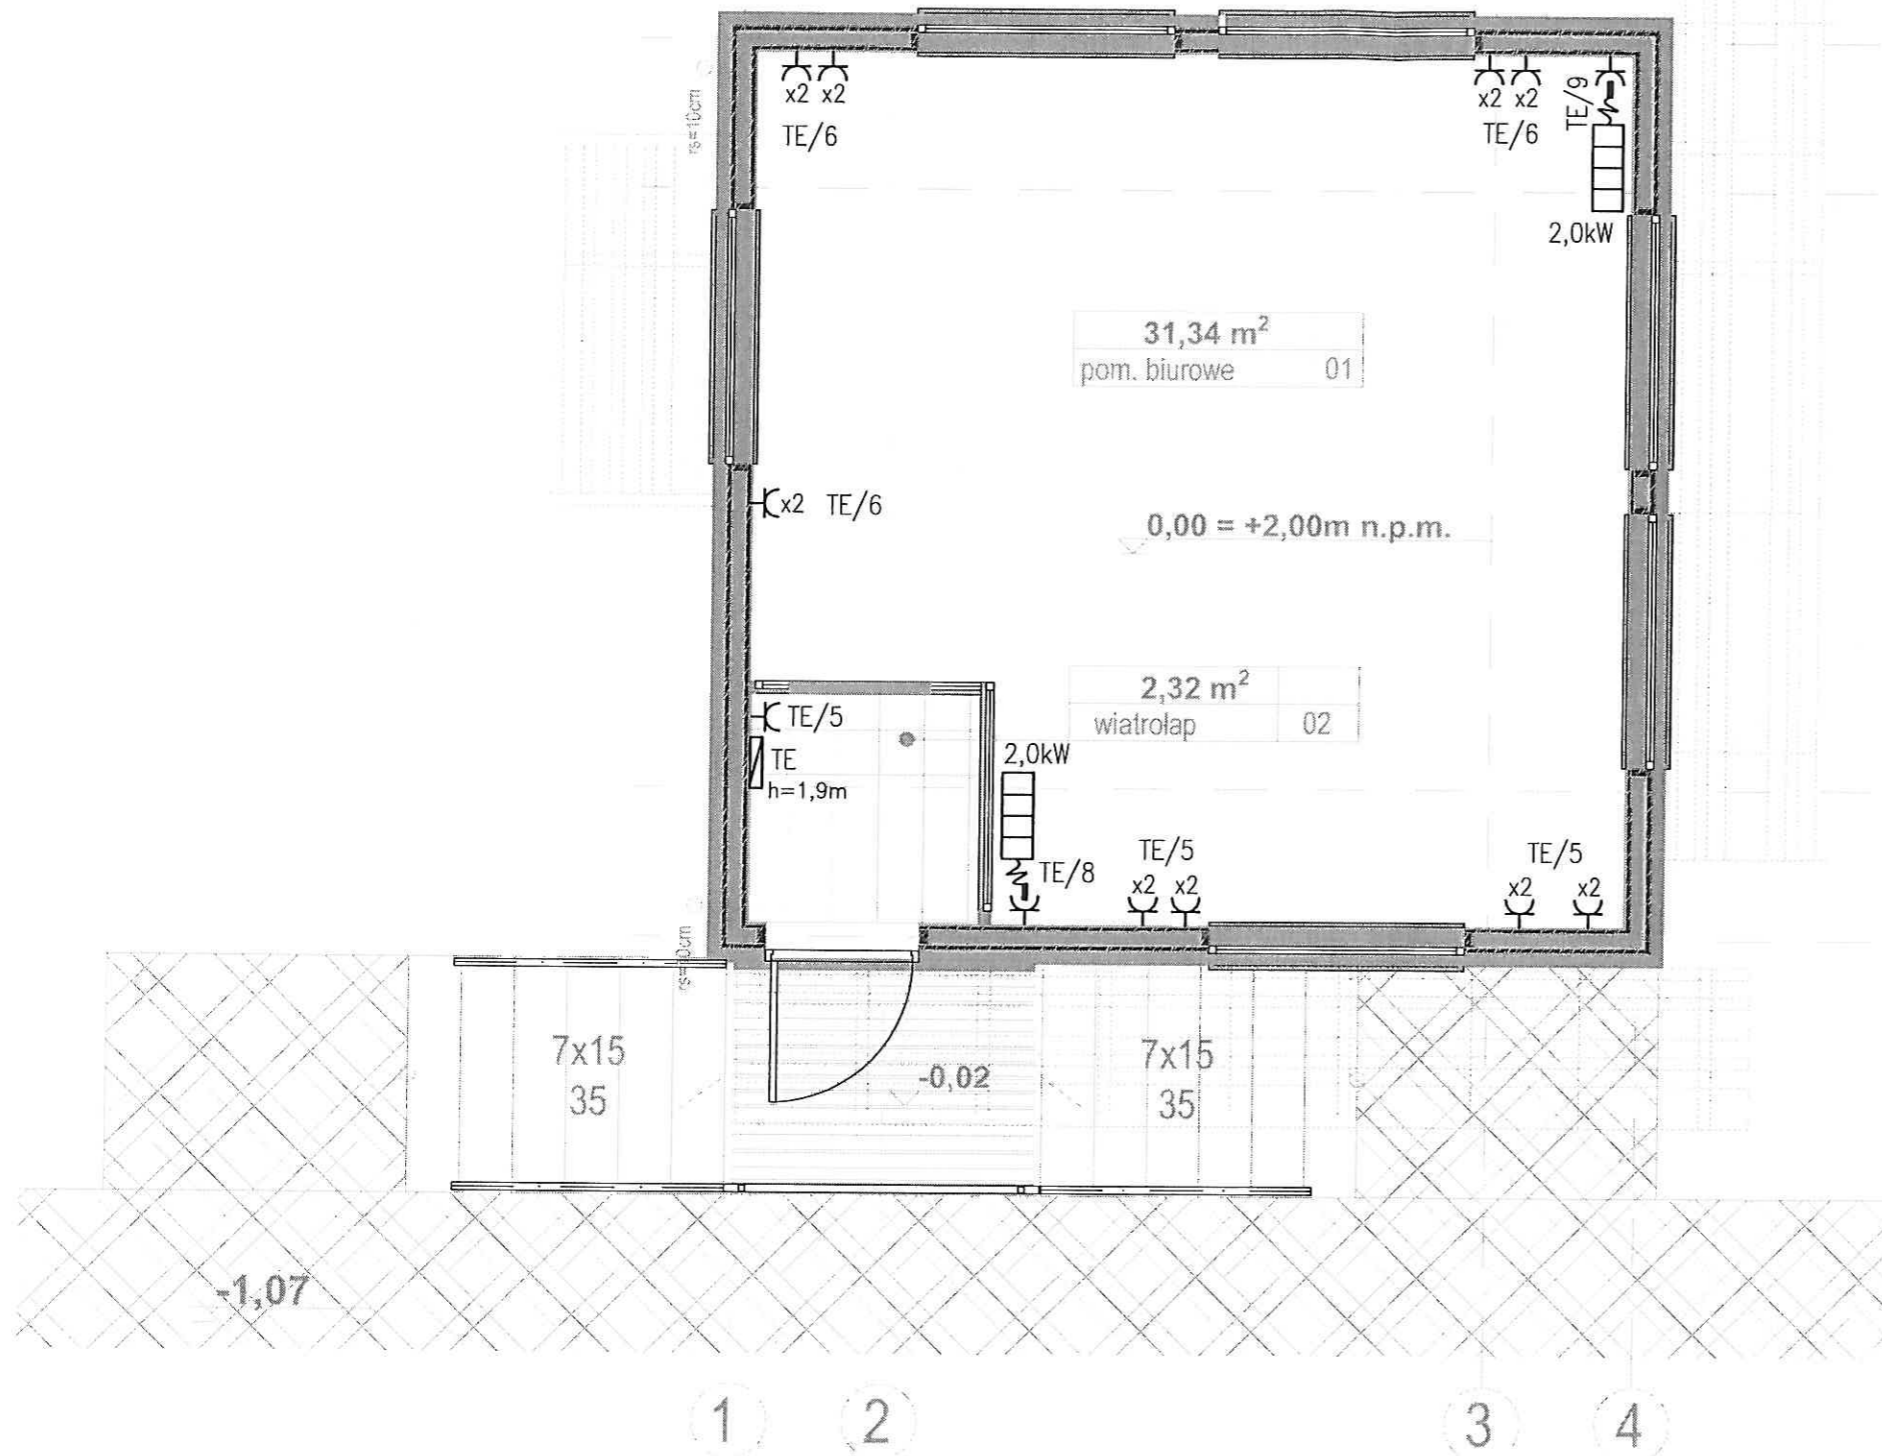 x2 x2
TE/6
rs=10cm
x2 x2
TE/6
TE/9
2,0kW
31,34 m²
pom. biurowe 01
x2 TE/6
0,00 = +2,00m n.p.m.
2,32 m²
wiatrołap 02
TE/5
TE
h=1,9m
2,0kW
TE/8
TE/5
x2 x2
TE/5
x2 x2
7x15
35
-0,02
7x15
35
-1,07
1 2 3 4